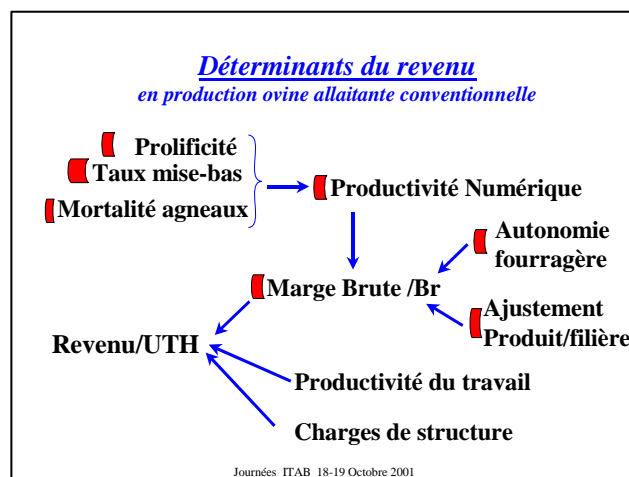 Déterminants du revenu
en production ovine allaitante conventionnelle
Prolificité
Taux mise-bas
Mortalité agneaux
Productivité Numérique
Autonomie
fourragère
Marge Brute /Br
Ajustement
Produit/filière
Revenu/UTH
Productivité du travail
Charges de structure
Journées ITAB 18-19 Octobre 2001